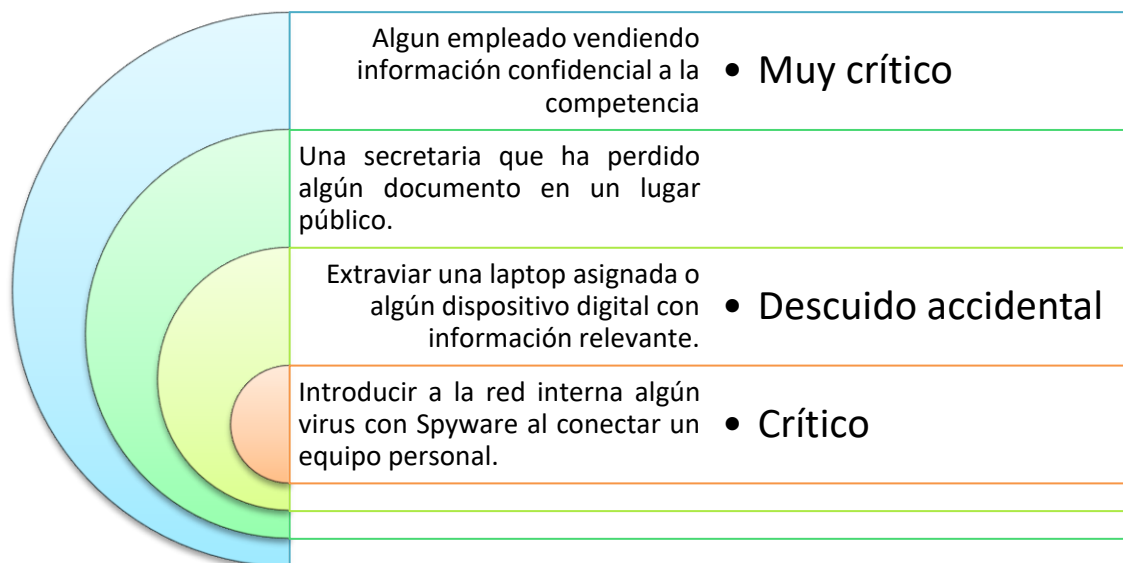 Algun empleado vendiendo
información confidencial a la
competencia
• Muy crítico
Una secretaria que ha perdido
algún documento en un lugar
público.
Extraviar una laptop asignada o
algún dispositivo digital con
información relevante.
• Descuido accidental
Introducir a la red interna algún
virus con Spyware al conectar un
equipo personal.
• Crítico